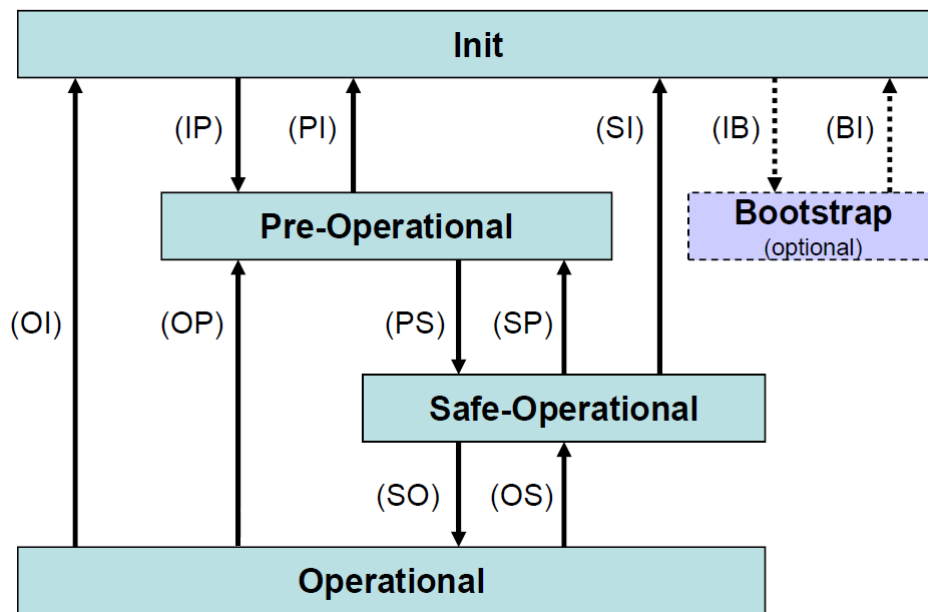 Init
(IP)
(PI)
(SI)
(IB)
(BI)
Pre-Operational
Bootstrap
(optional)
(OI)
(OP)
(PS)
(SP)
Safe-Operational
(SO)
(OS)
Operational